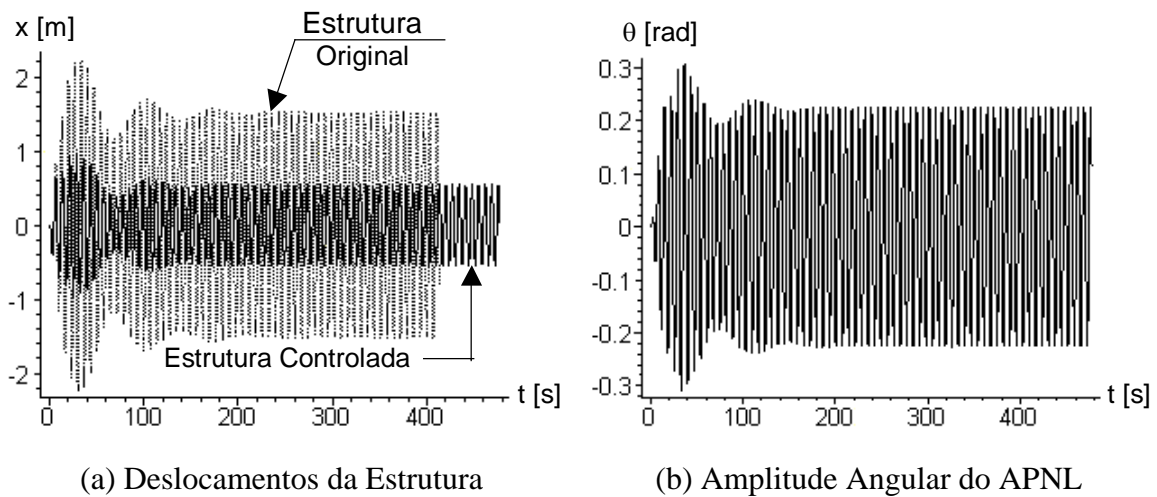 x [m]
Estrutura
Original
2
1
0
-1
-2
Estrutura Controlada
0
100
200
300
400
t [s]
(a) Deslocamentos da Estrutura
θ [rad]
0.3
0.2
0.1
0
-0.1
-0.2
-0.3
0
100
200
300
400
t [s]
(b) Amplitude Angular do APNL